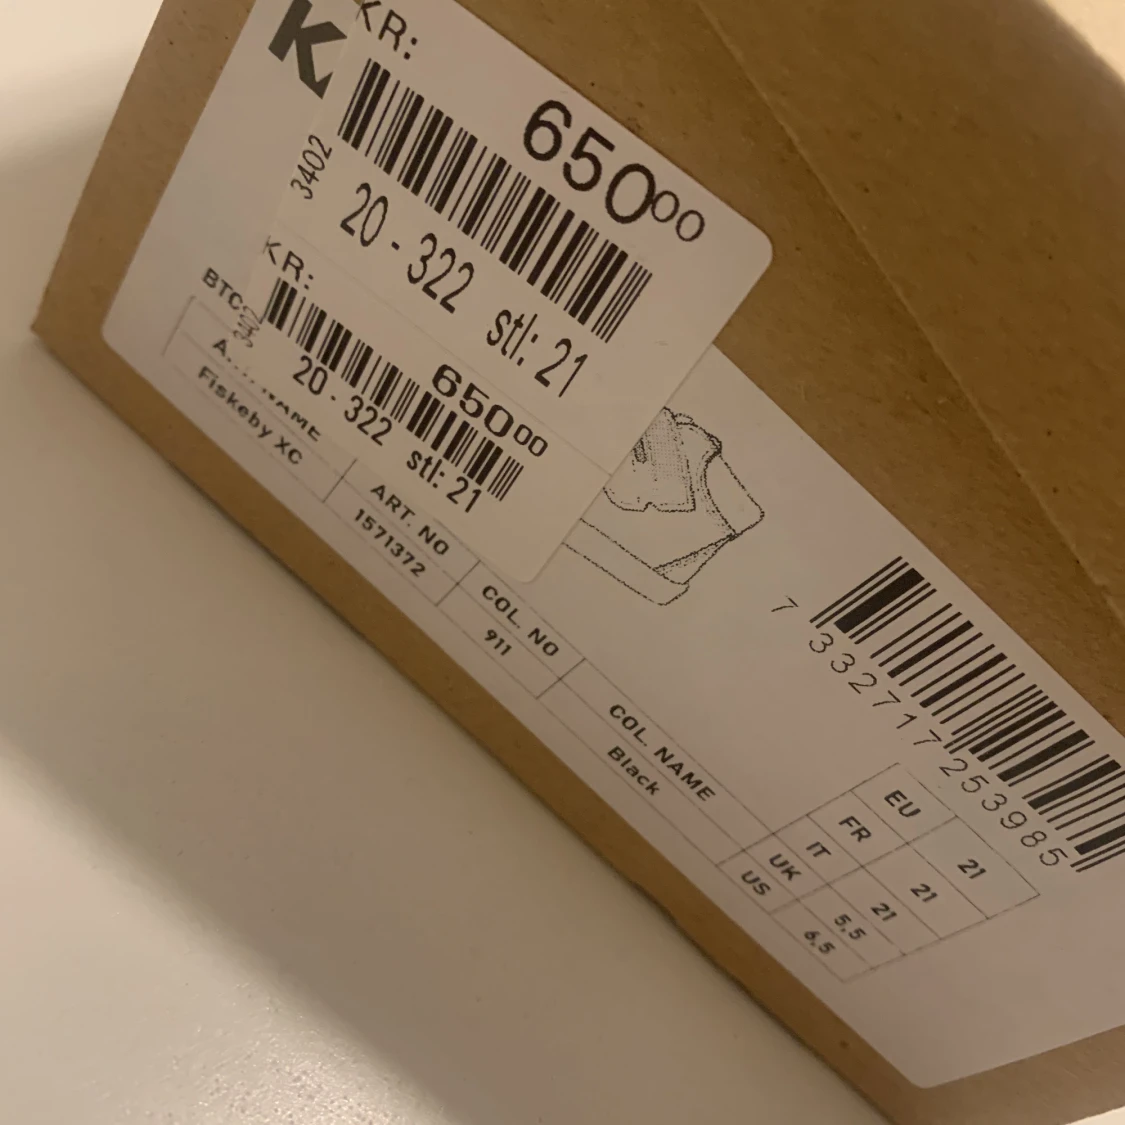 K
KR:
650 00
3402
20 - 322 stl: 21
KR:
650 00
3402
20 - 322 stl: 21
Fiskeby XC
ART. NO
1571372
COL. NO
911
COL. NAME
Black
7 332717 253985
EU 21
FR 21
IT 21
UK 5,5
US 6,5